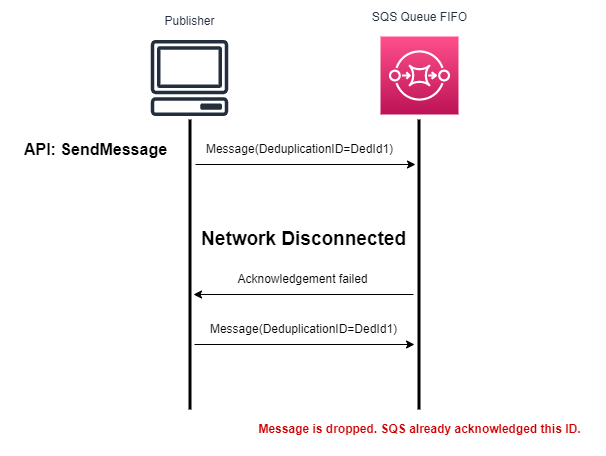 Publisher
SQS Queue FIFO
API: SendMessage
Message(DeduplicationID=DedId1)
Network Disconnected
Acknowledgement failed
Message(DeduplicationID=DedId1)
Message is dropped. SQS already acknowledged this ID.